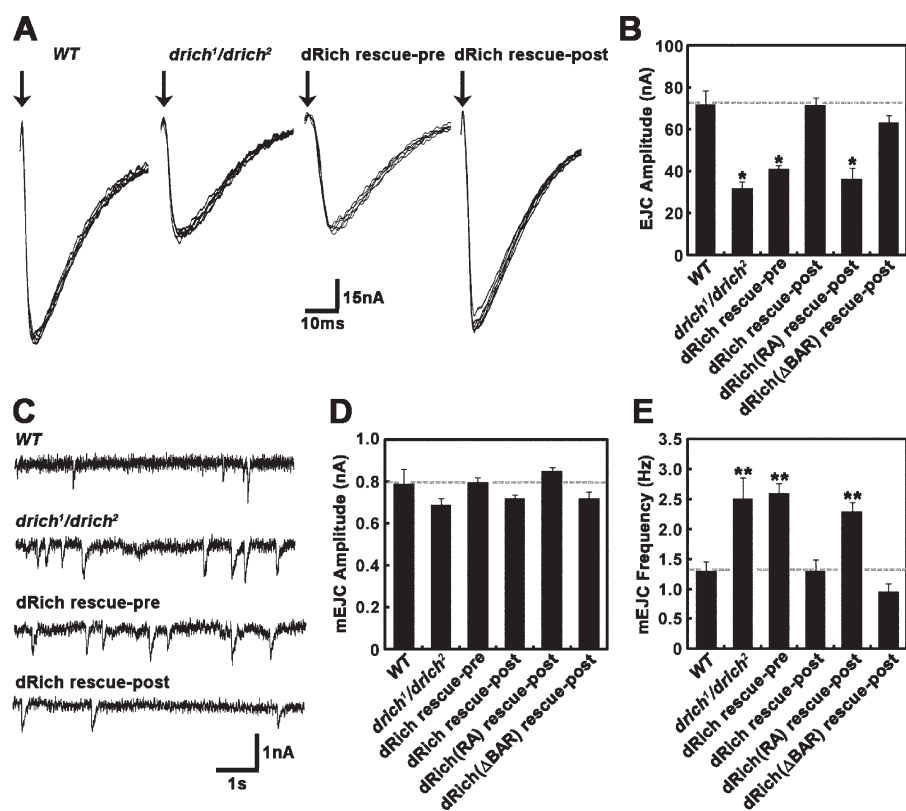 A
WT
drich¹/drich²
dRich rescue-pre
dRich rescue-post
15nA
10ms
B
EJC Amplitude (nA)
100
80
60
40
20
0
*
*
*
WT
drich¹/drich²
dRich rescue-pre
dRich rescue-post
dRich(RA) rescue-post
dRich(ΔBAR) rescue-post
C
WT
drich¹/drich²
dRich rescue-pre
dRich rescue-post
1nA
1s
D
mEJC Amplitude (nA)
1.0
0.8
0.6
0.4
0.2
0
WT
drich¹/drich²
dRich rescue-pre
dRich rescue-post
dRich(RA) rescue-post
dRich(ΔBAR) rescue-post
E
mEJC Frequency (Hz)
3.5
3.0
2.5
2.0
1.5
1.0
0.5
0
**
**
**
WT
drich¹/drich²
dRich rescue-pre
dRich rescue-post
dRich(RA) rescue-post
dRich(ΔBAR) rescue-post